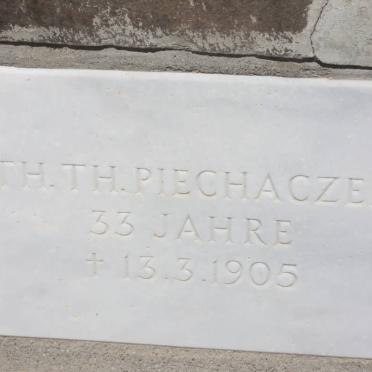 TH. TH. PIECHACZE
33 JAHRE
† 13.3.1905